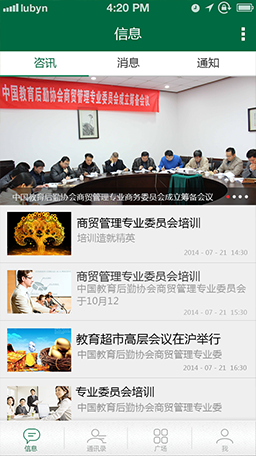 lubyn
4:20 PM
信息
咨讯
消息
通知
中国教育后勤协会商贸管理专业委员会成立筹备会议
中国教育后勤协会商贸管理专业商务委员会成立筹备会议
商贸管理专业委员会培训
培训造就精英
2014 - 07 - 21 14:30
商贸管理专业委员会培训
中国教育后勤协会商贸管理专业委员会
于10月12
2014 - 07 - 21 15:30
教育超市高层会议在沪举行
中国教育后勤协会商贸管理专业委
2014 - 07 - 21 16:30
专业委员会培训
中国教育后勤协会商贸管理专业委
信息
通讯录
广场
我